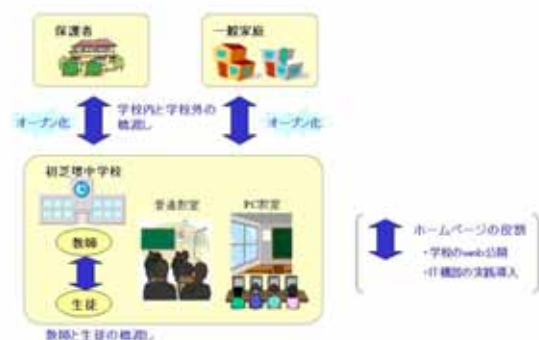 保護者
一般家庭
オープン化
学校内と学校外の
橋渡し
オープン化
初芝堺中学校
普通教室
PC教室
教師
生徒
教師と生徒の橋渡し
ホームページの役割
・学校のweb公開
・IT機器の実践導入